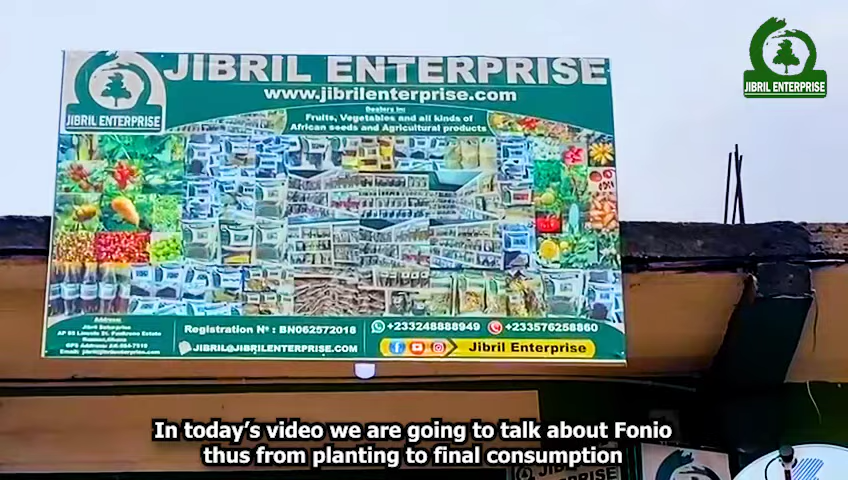 JIBRIL ENTERPRISE
JIBRIL ENTERPRISE
www.jibrilenterprise.com
Dealers in:
Fruits, Vegetables and all kinds of
African seeds and Agricultural products
JIBRIL ENTERPRISE
Address:
Jibril Enterprise
Email:
Registration Nº : BN062572018
JIBRIL@JIBRILENTERPRISE.COM
+233248888949
+233576258860
Jibril Enterprise
In today's video we are going to talk about Fonio
thus from planting to final consumption